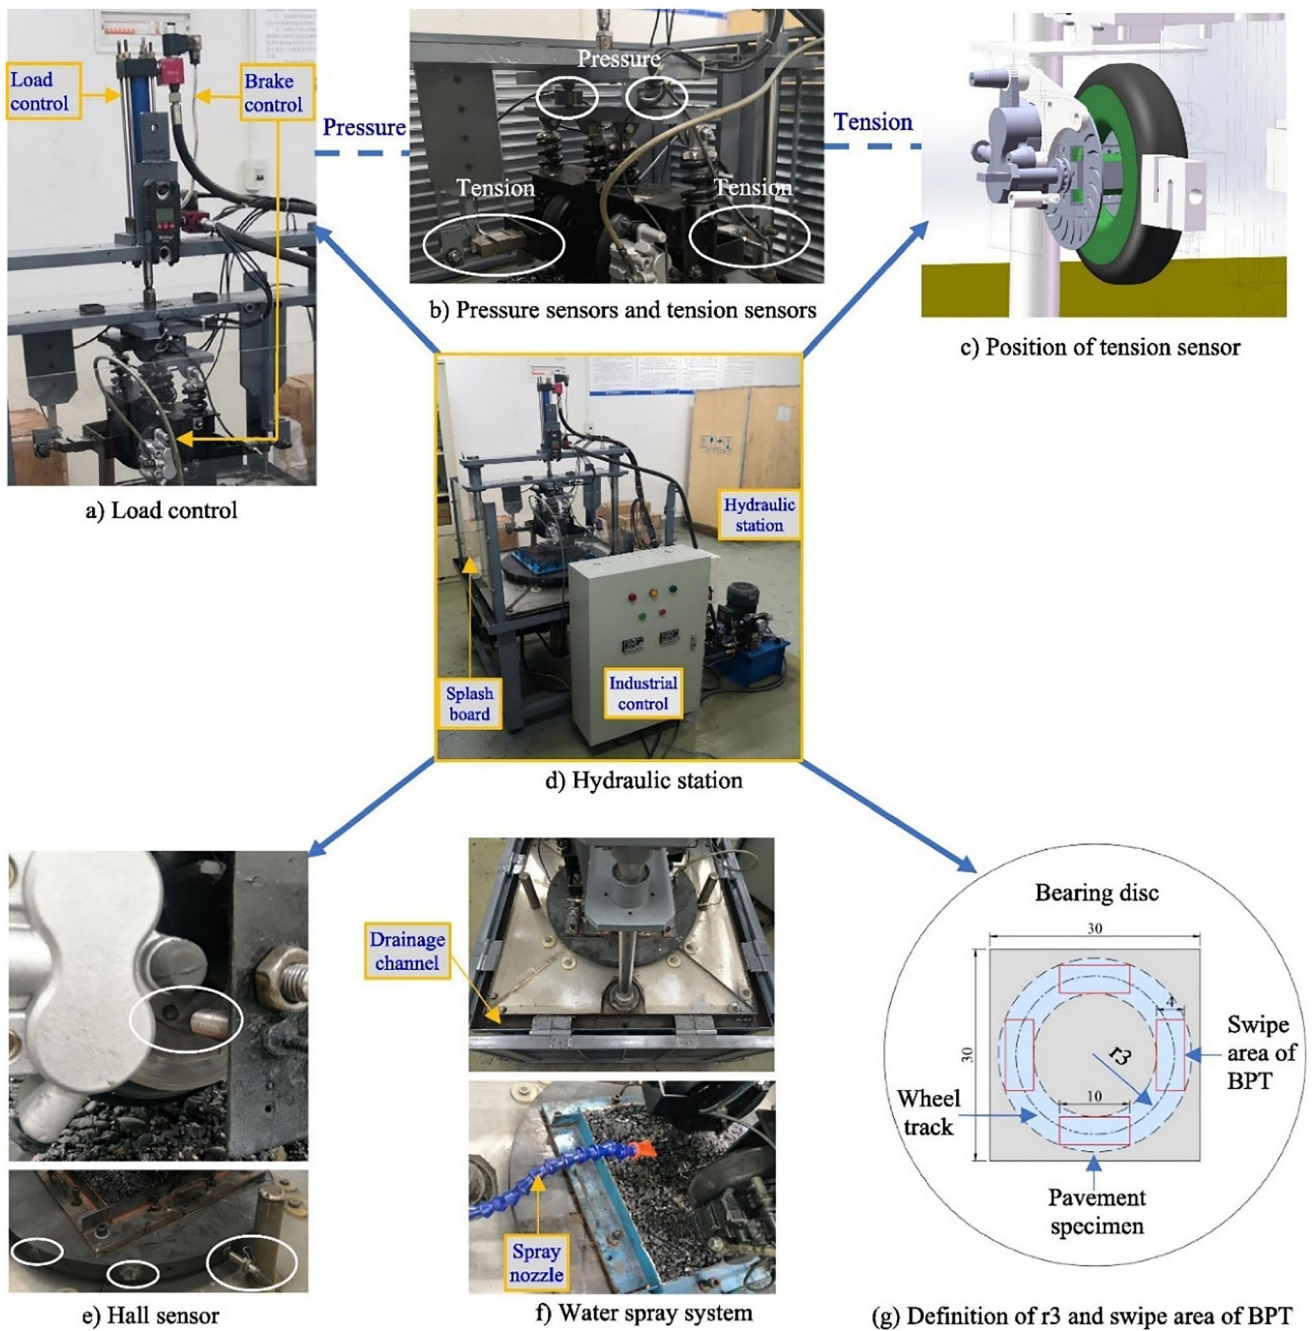 Load
control
Brake
control
a) Load control
Pressure
Pressure
Tension
Tension
b) Pressure sensors and tension sensors
Tension
c) Position of tension sensor
Hydraulic
station
Splash
board
Industrial
control
d) Hydraulic station
e) Hall sensor
Drainage
channel
Spray
nozzle
f) Water spray system
Bearing disc
30
30
4
r3
10
Swipe
area of
BPT
Wheel
track
Pavement
specimen
(g) Definition of r3 and swipe area of BPT